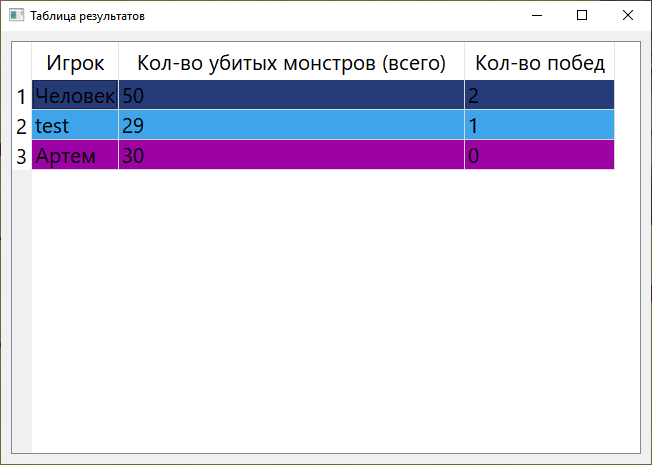 Таблица результатов
Игрок Кол-во убитых монстров (всего) Кол-во побед
1 Человек 50 2
2 test 29 1
3 Артем 30 0